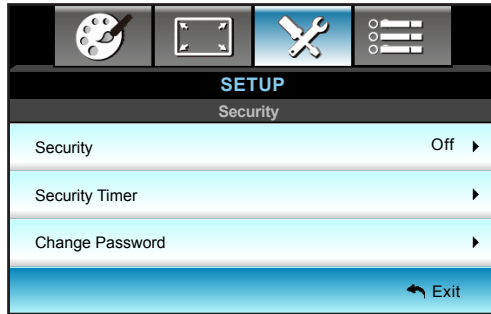 SETUP
Security
Security Off
Security Timer
Change Password
Exit